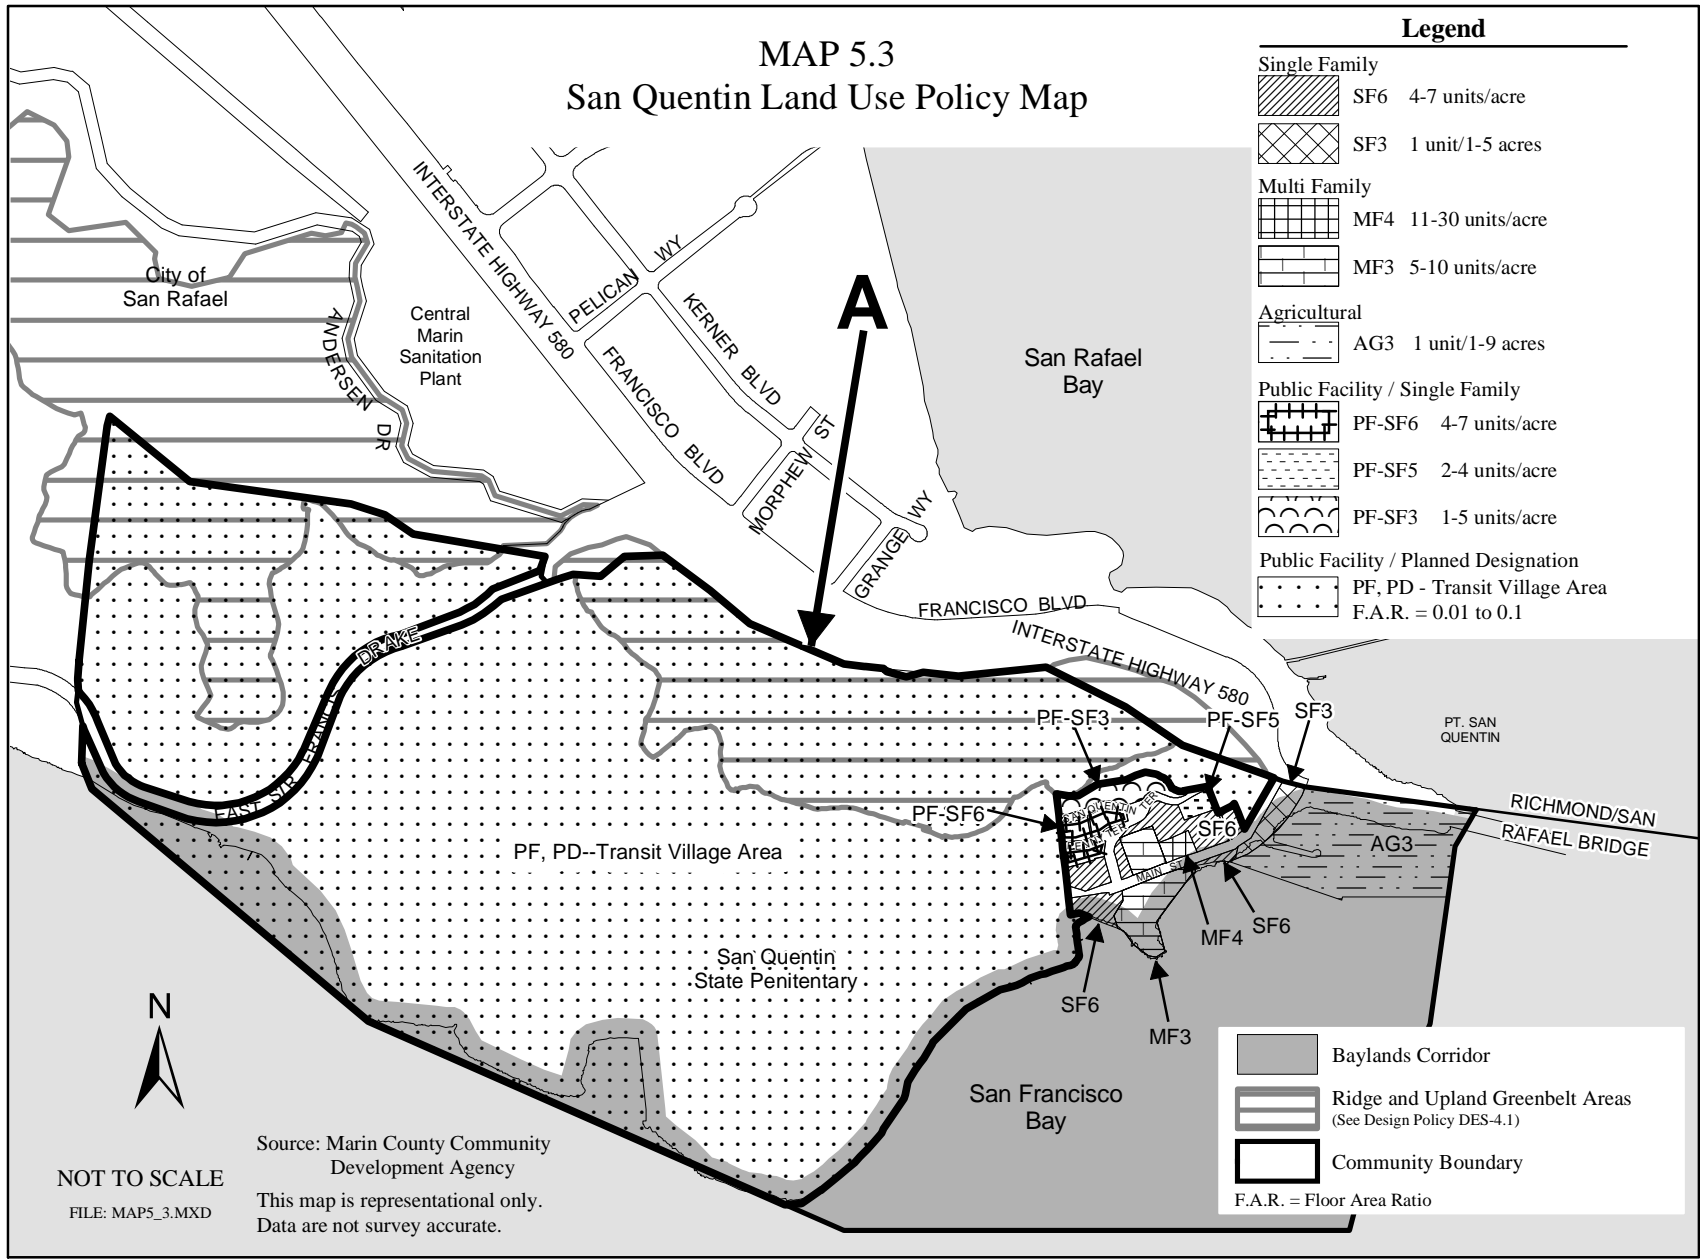 MAP 5.3
San Quentin Land Use Policy Map
Legend
Single Family
SF6 4-7 units/acre
SF3 1 unit/1-5 acres
Multi Family
MF4 11-30 units/acre
MF3 5-10 units/acre
Agricultural
AG3 1 unit/1-9 acres
Public Facility / Single Family
PF-SF6 4-7 units/acre
PF-SF5 2-4 units/acre
PF-SF3 1-5 units/acre
Public Facility / Planned Designation
PF, PD - Transit Village Area
F.A.R. = 0.01 to 0.1
City of
San Rafael
ANDERSEN DR
Central
Marin
Sanitation
Plant
INTERSTATE HIGHWAY 580
PELICAN WY
KERNER BLVD
FRANCISCO BLVD
MORPHEW ST
GRANGE WY
A
San Rafael
Bay
FRANCISCO BLVD
INTERSTATE HIGHWAY 580
EAST S/R FRANCIS DRAKE
PF-SF3
PF-SF5
SF3
PT. SAN
QUENTIN
PF-SF6
SAN QUENTIN TER
SF6
MAIN ST
AG3
RICHMOND/SAN
RAFAEL BRIDGE
PF, PD--Transit Village Area
MF4
SF6
San Quentin
State Penitentary
SF6
MF3
San Francisco
Bay
N
NOT TO SCALE
FILE: MAP5_3.MXD
Source: Marin County Community
Development Agency
This map is representational only.
Data are not survey accurate.
Baylands Corridor
Ridge and Upland Greenbelt Areas
(See Design Policy DES-4.1)
Community Boundary
F.A.R. = Floor Area Ratio